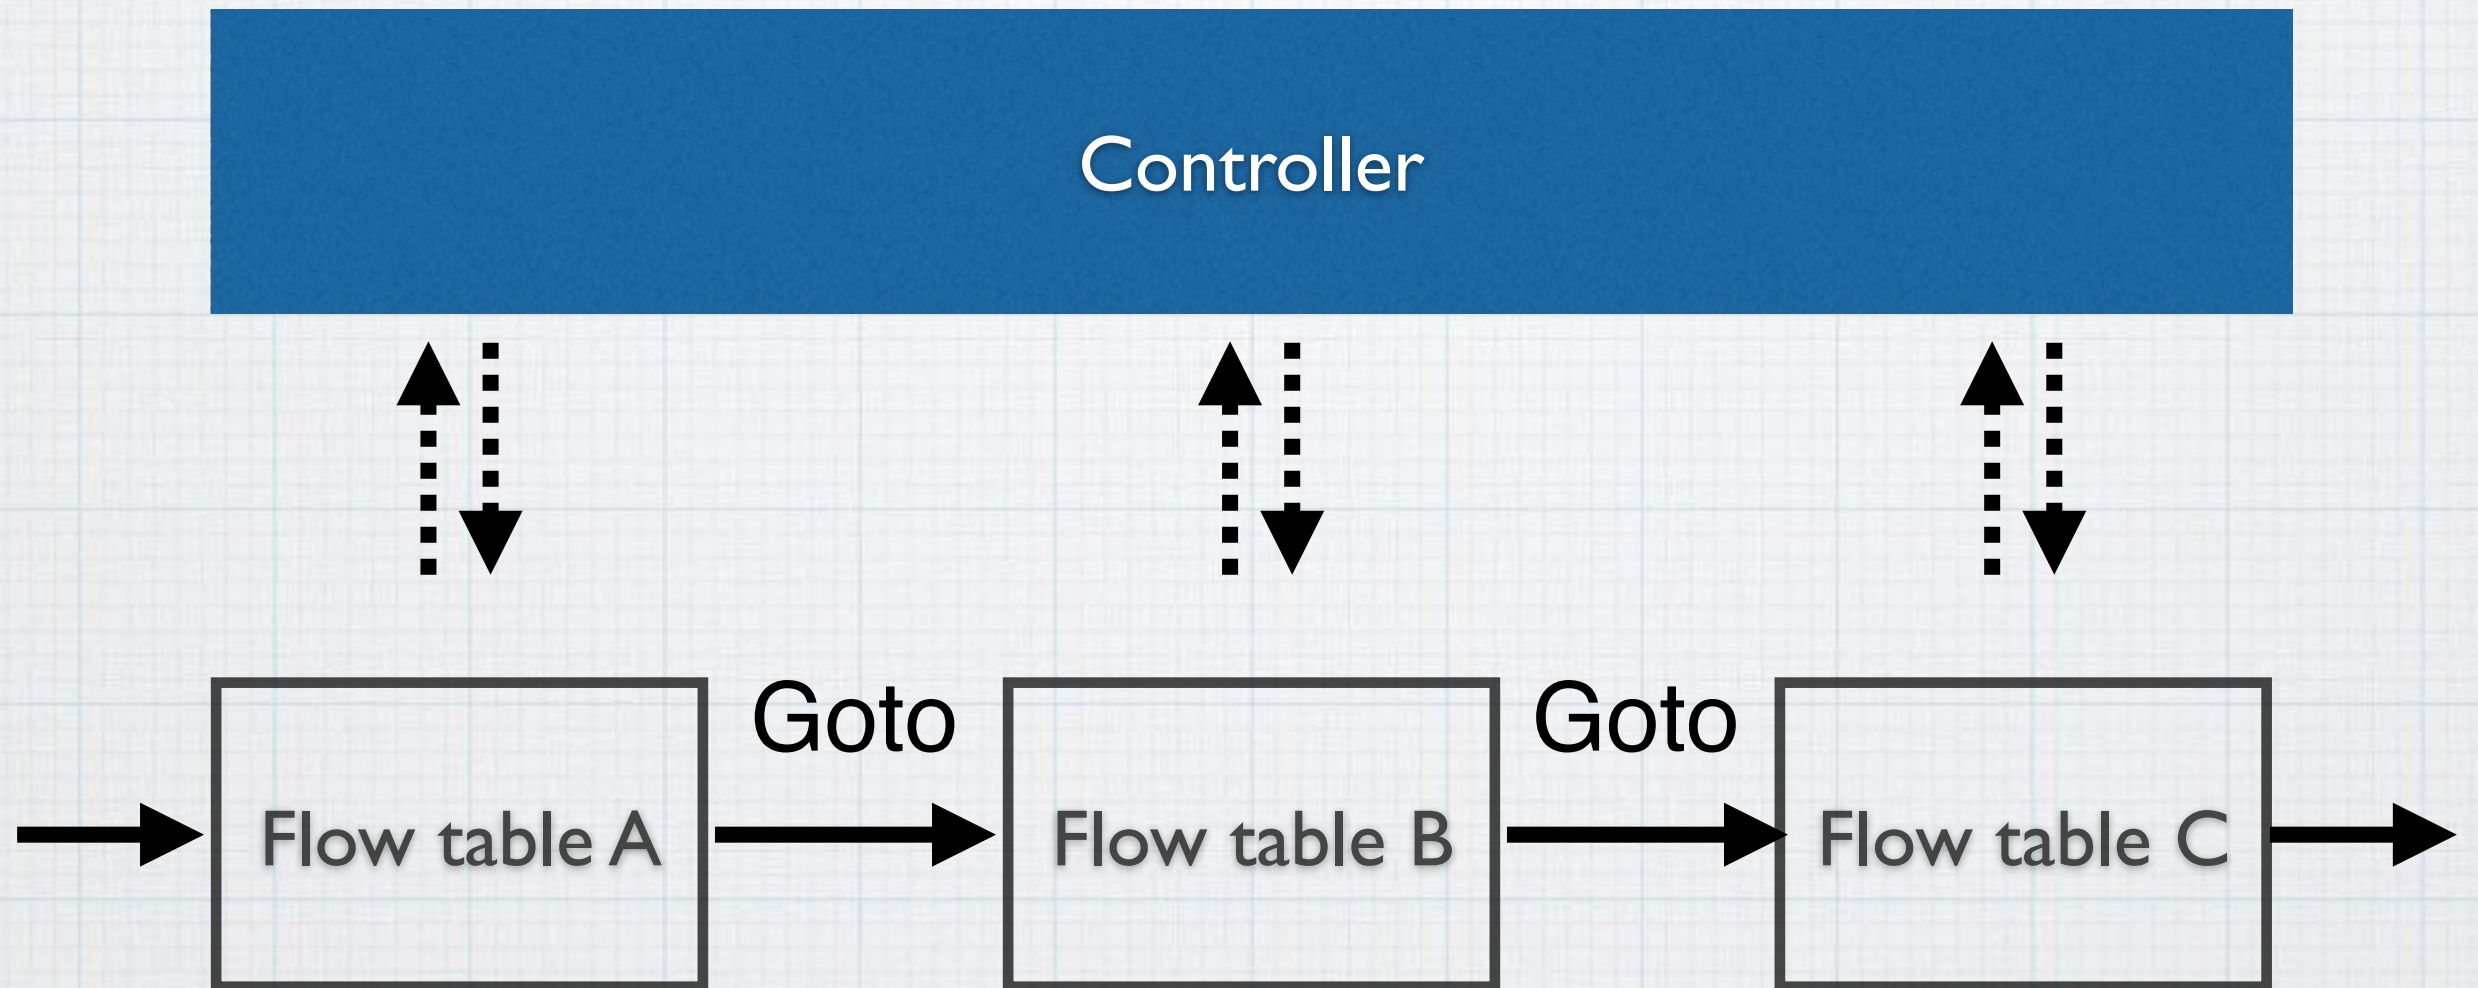 Controller
Goto
Goto
Flow table A
Flow table B
Flow table C